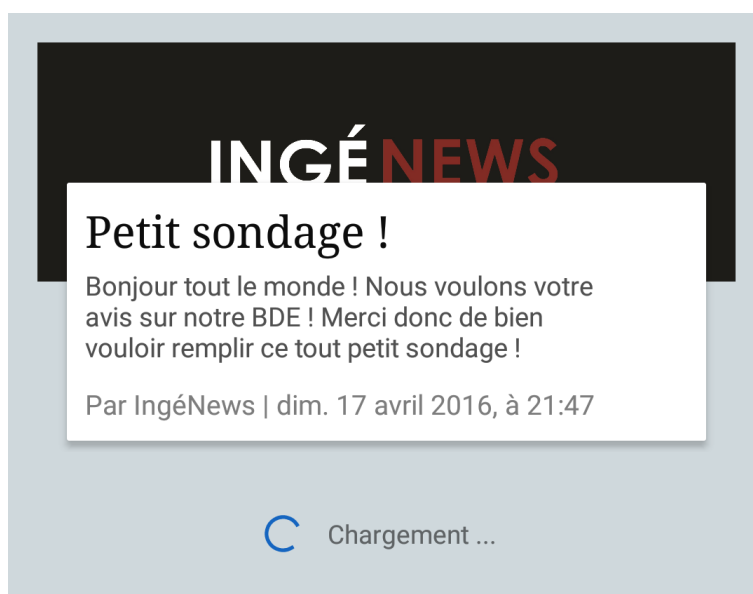 INGÉNEWS
Petit sondage !
Bonjour tout le monde ! Nous voulons votre
avis sur notre BDE ! Merci donc de bien
vouloir remplir ce tout petit sondage !
Par IngéNews | dim. 17 avril 2016, à 21:47
Chargement ...